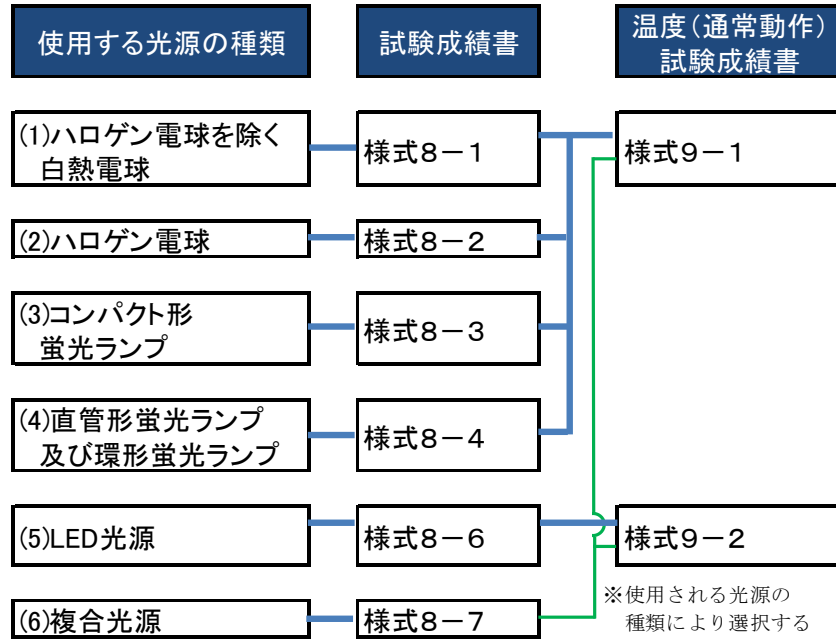 使用する光源の種類
試験成績書
温度(通常動作)
試験成績書
(1)ハロゲン電球を除く
白熱電球
様式8-1
様式9-1
(2)ハロゲン電球
様式8-2
(3)コンパクト形
蛍光ランプ
様式8-3
(4)直管形蛍光ランプ
及び環形蛍光ランプ
様式8-4
(5)LED光源
様式8-6
様式9-2
(6)複合光源
様式8-7
※使用される光源の
種類により選択する